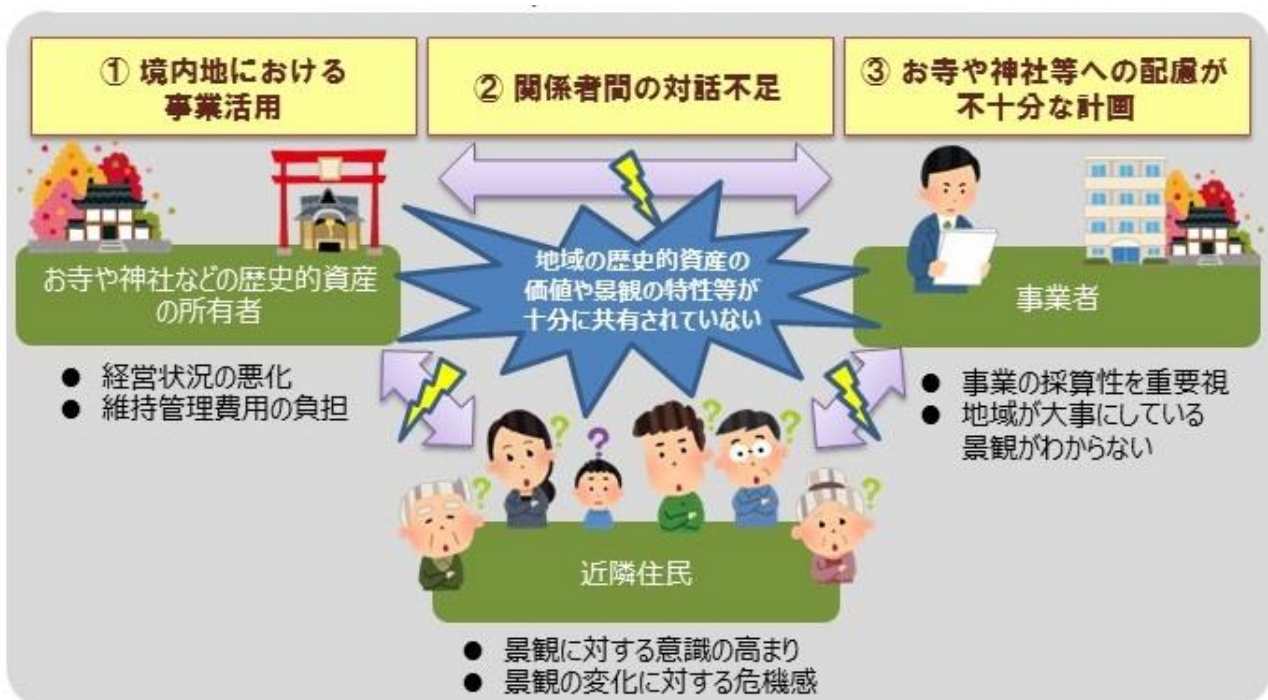 ① 境内地における
事業活用
② 関係者間の対話不足
③ お寺や神社等への配慮が
不十分な計画
地域の歴史的資産の
価値や景観の特性等が
十分に共有されていない
お寺や神社などの歴史的資産
の所有者
事業者
● 経営状況の悪化
● 維持管理費用の負担
● 事業の採算性を重要視
● 地域が大事にしている
景観がわからない
?
?
?
?
?
?
近隣住民
● 景観に対する意識の高まり
● 景観の変化に対する危機感